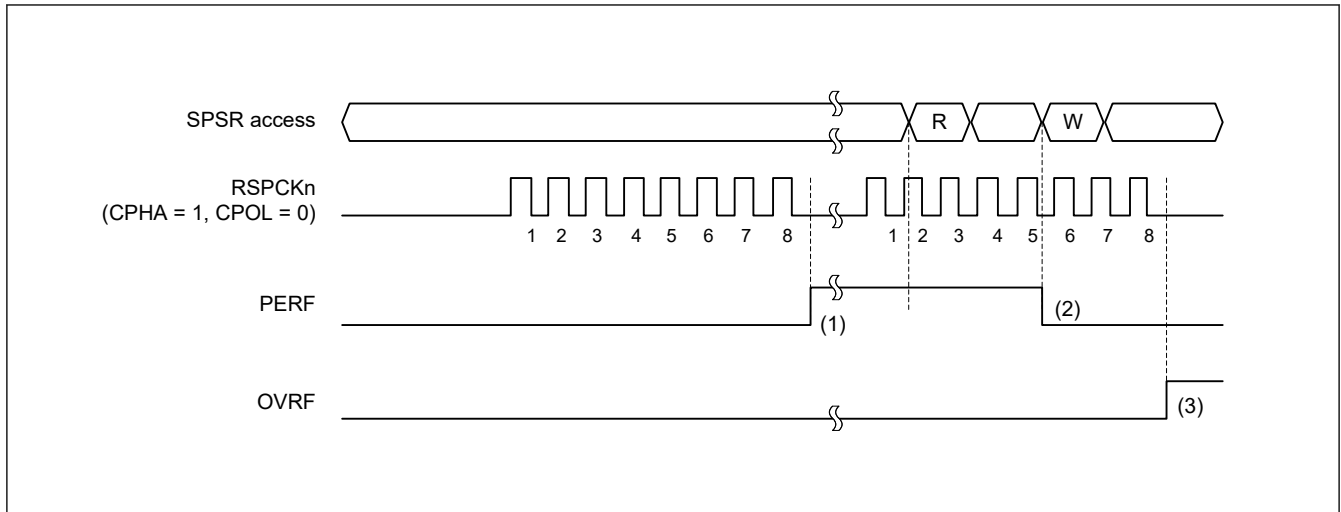 SPSR access
R
W
RSPCKn
(CPHA = 1, CPOL = 0)
1 2 3 4 5 6 7 8 1 2 3 4 5 6 7 8
PERF
(1)
(2)
OVRF
(3)